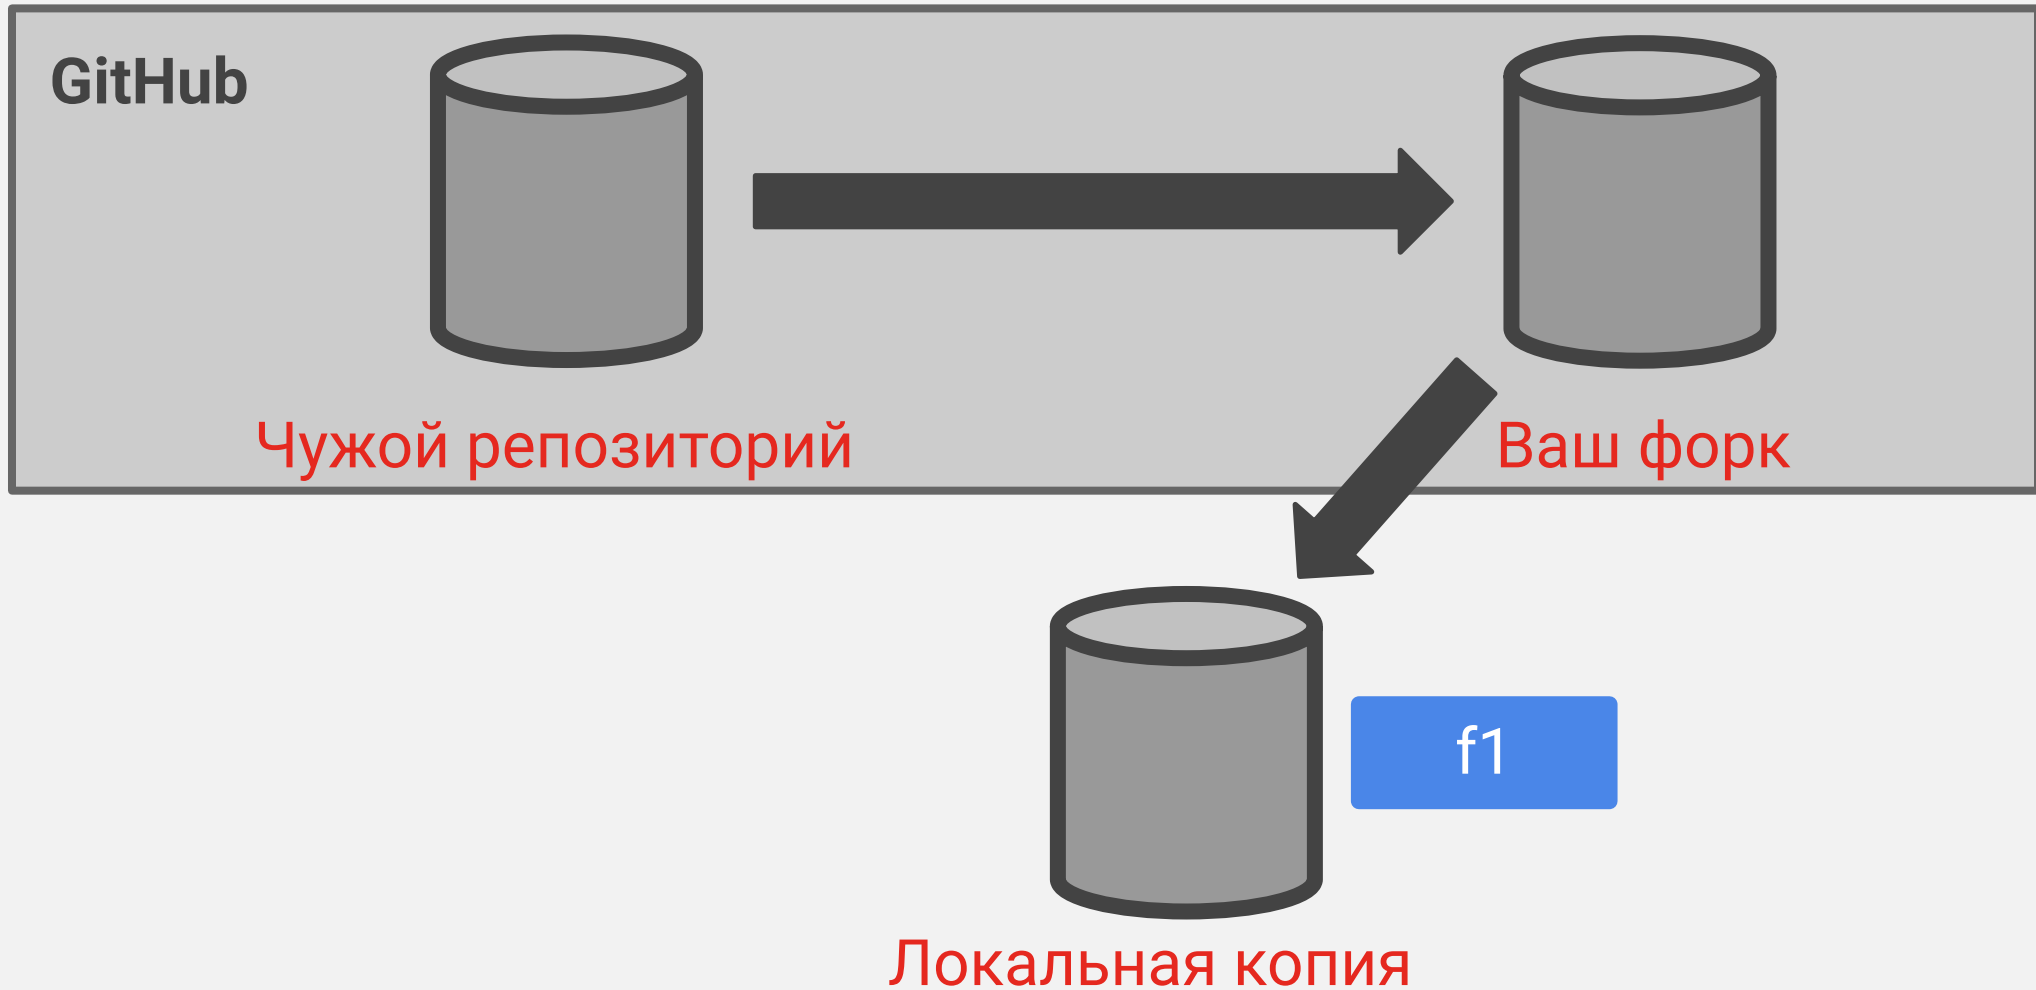 GitHub
Чужой репозиторий
Ваш форк
f1
Локальная копия